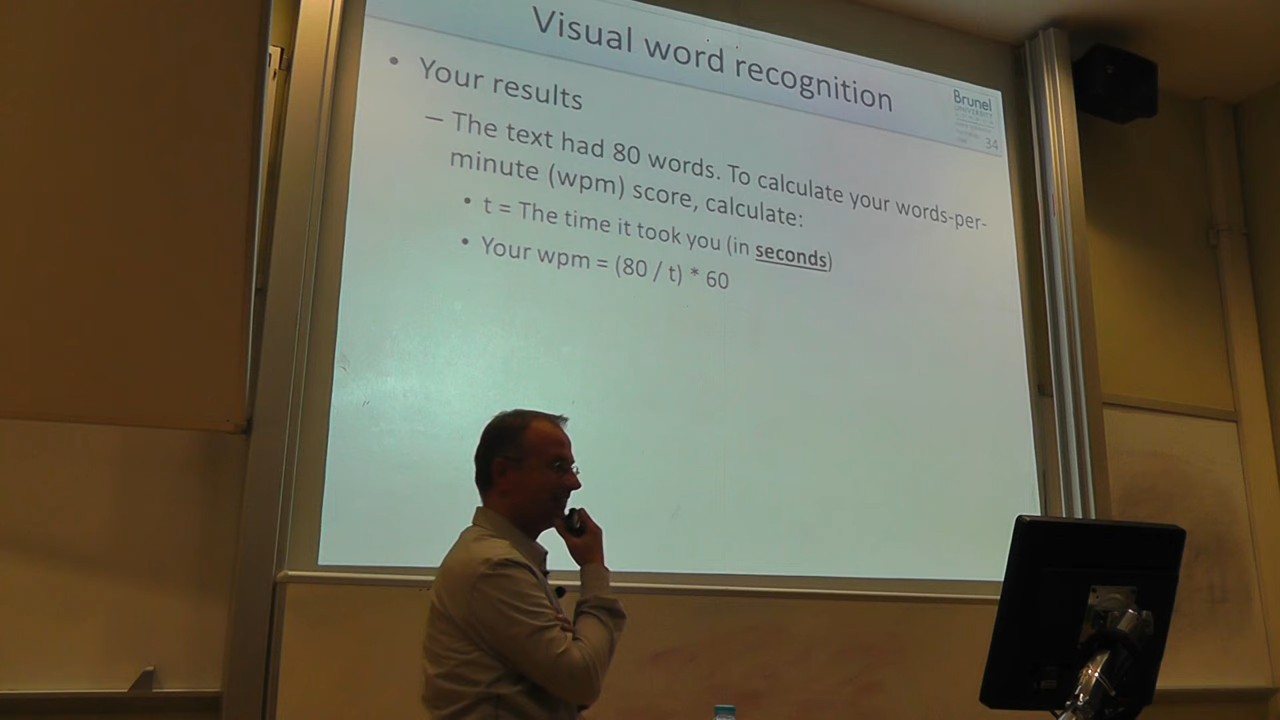 Visual word recognition
Brunel
UNIVERSITY
34
• Your results
– The text had 80 words. To calculate your words-per-
minute (wpm) score, calculate:
• t = The time it took you (in seconds)
• Your wpm = (80 / t) * 60